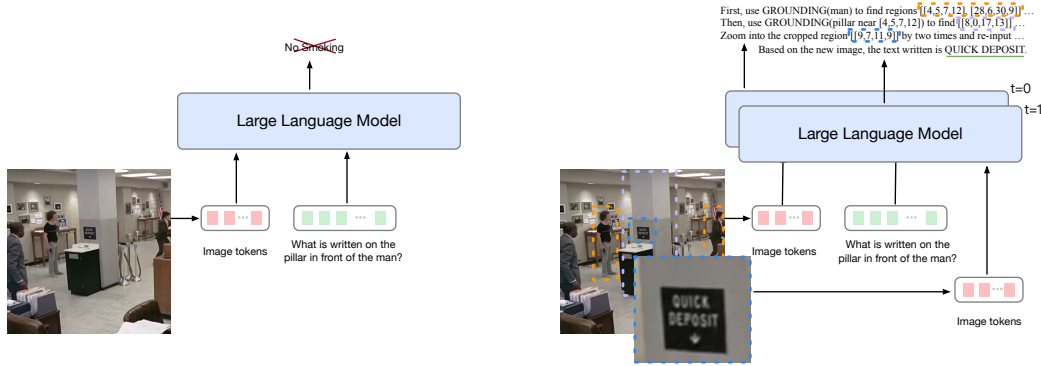 No Smoking
Large Language Model
Image tokens
What is written on the
pillar in front of the man?
First, use GROUNDING(man) to find regions [[4,5,7,12], [28,6,30,9]] ...
Then, use GROUNDING(pillar near [4,5,7,12]) to find [[8,0,17,13]] ...
Zoom into the cropped region [[9,7,11,9]] by two times and re-input ...
Based on the new image, the text written is QUICK DEPOSIT.
t=0
t=1
Large Language Model
Image tokens
What is written on the
pillar in front of the man?
QUICK
DEPOSIT
Image tokens